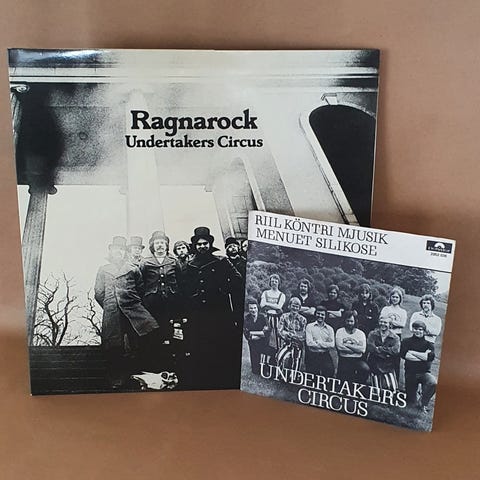 Ragnarock
Undertakers Circus
RIIL KÖNTRI MJUSIK
MENUET SILIKOSE
UNDERTAKERS
CIRCUS